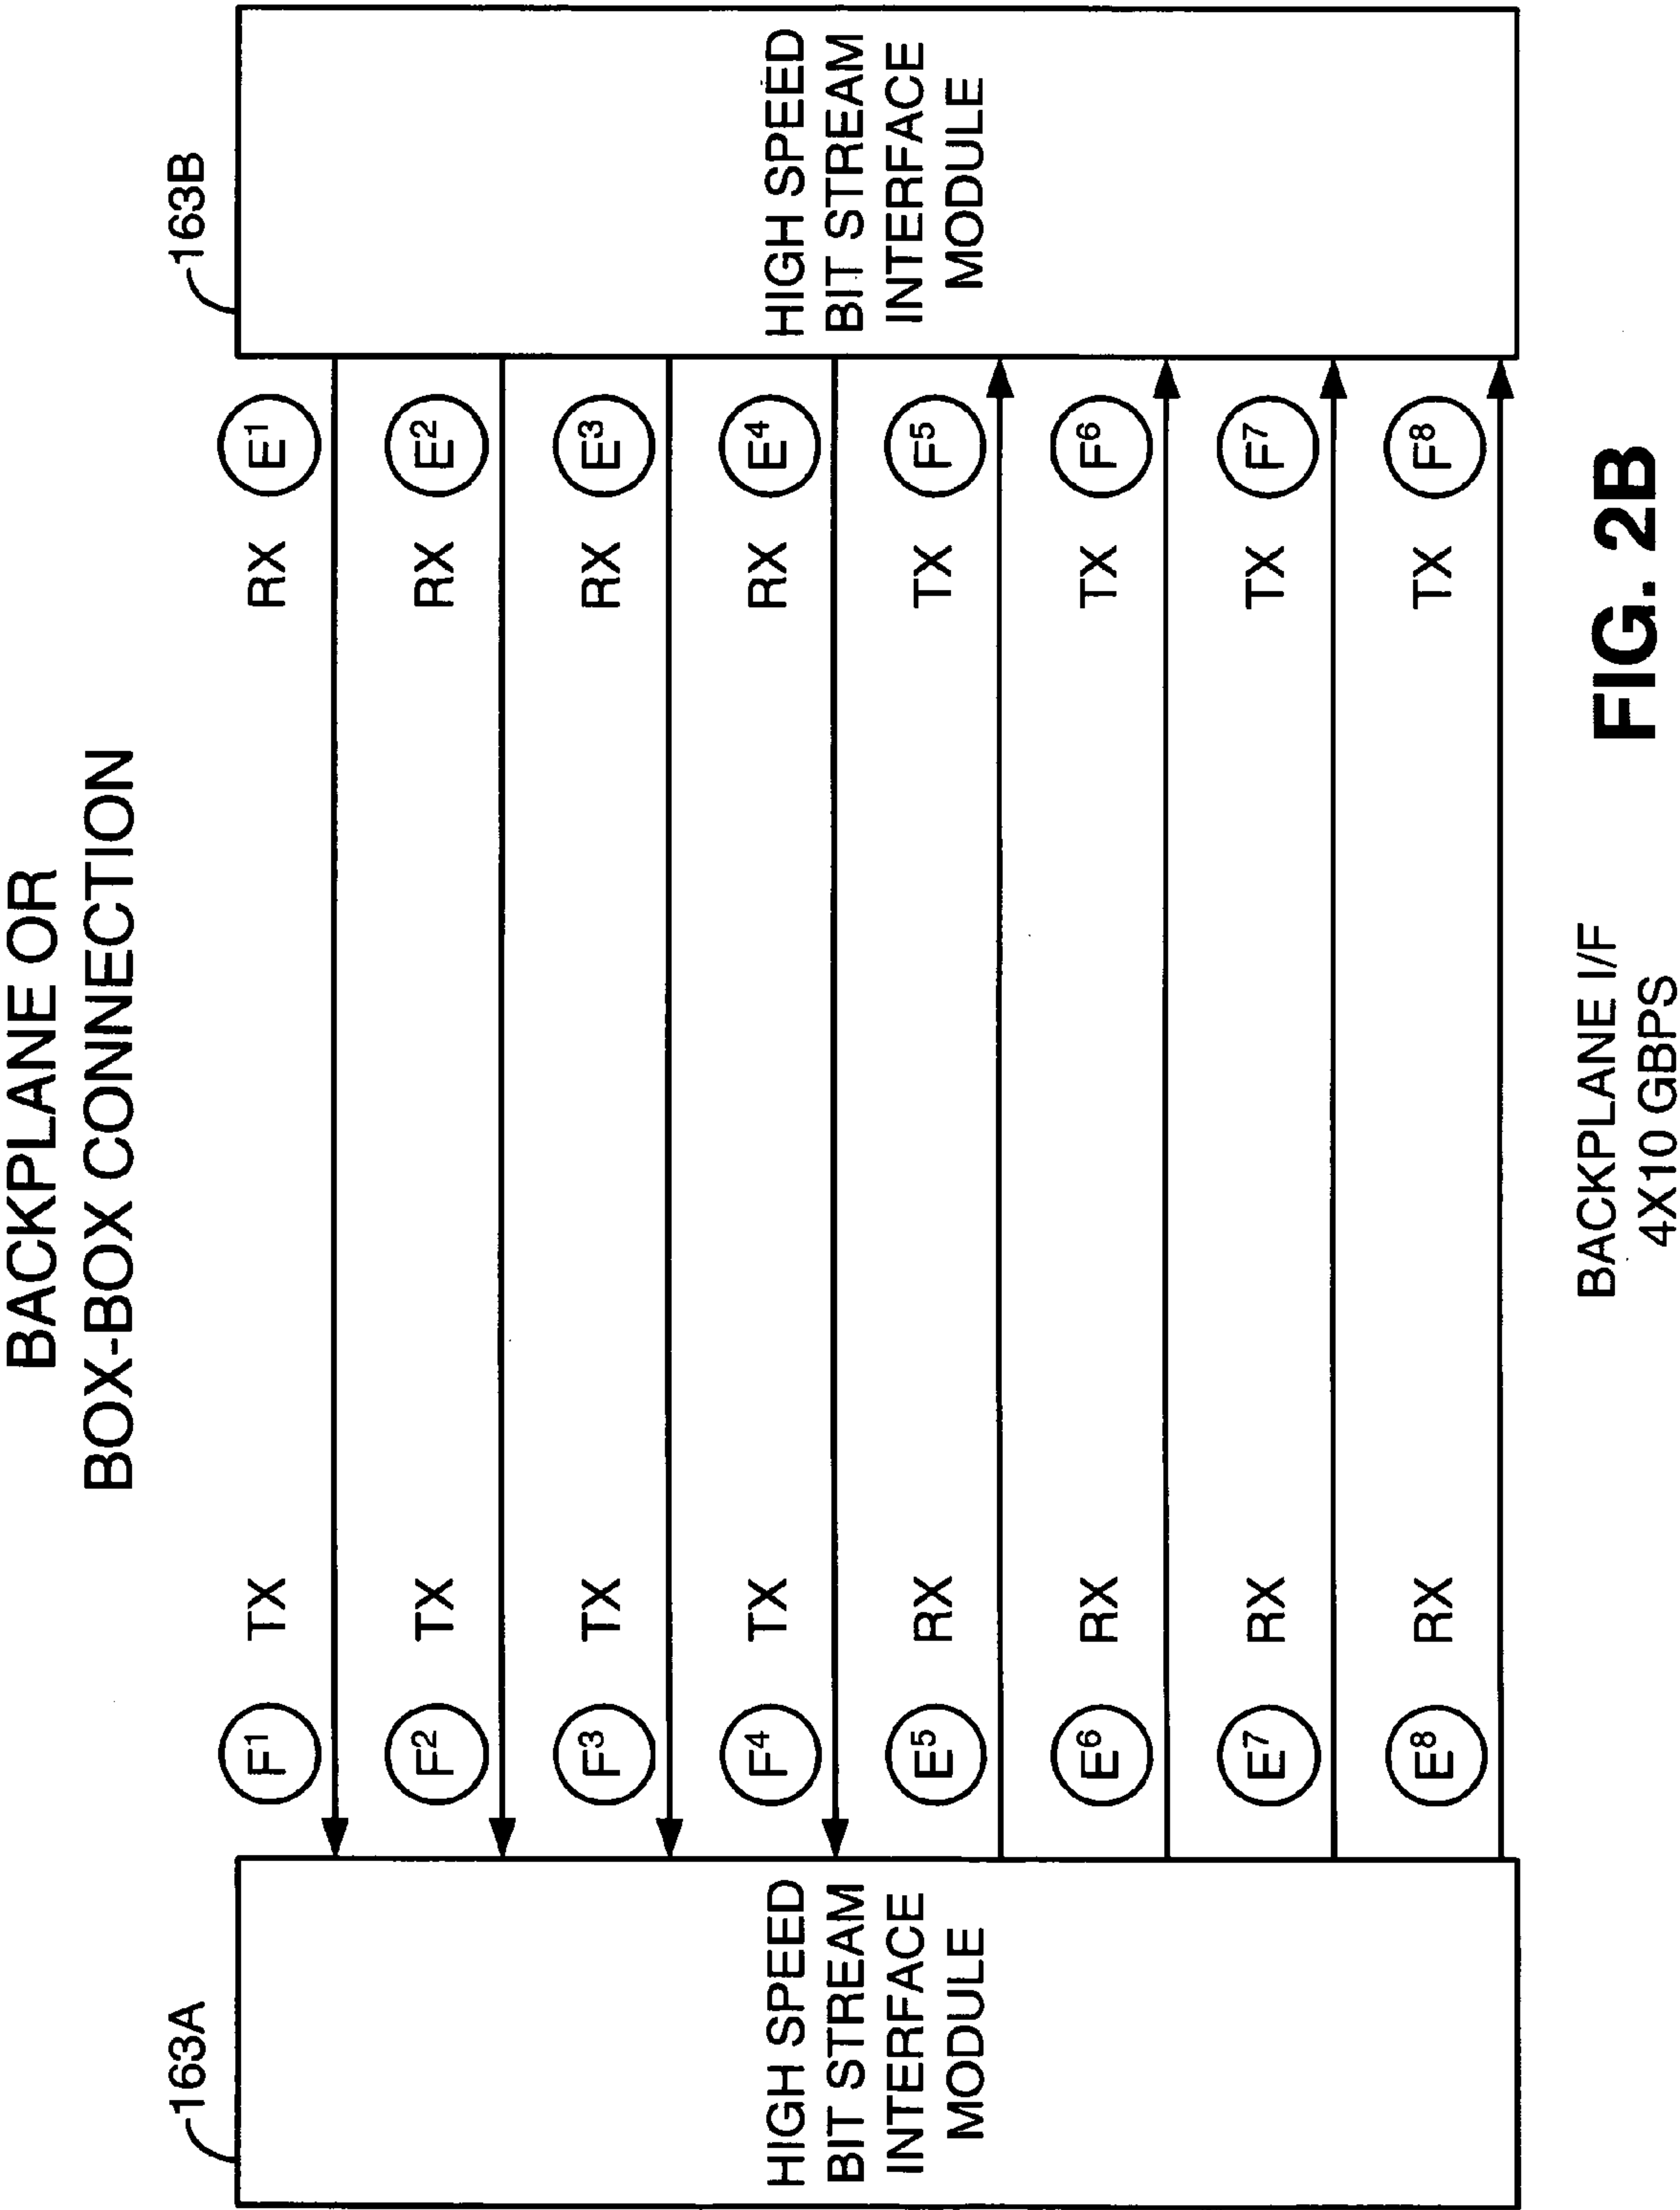 BACKPLANE OR
BOX-BOX CONNECTION
163A
163B
HIGH SPEED
BIT STREAM
INTERFACE
MODULE
F¹ TX
RX E¹
F² TX
RX E²
F³ TX
RX E³
F⁴ TX
RX E⁴
E⁵ RX
TX F⁵
E⁶ RX
TX F⁶
E⁷ RX
TX F⁷
E⁸ RX
TX F⁸
HIGH SPEED
BIT STREAM
INTERFACE
MODULE
BACKPLANE I/F
4X10 GBPS
FIG. 2B